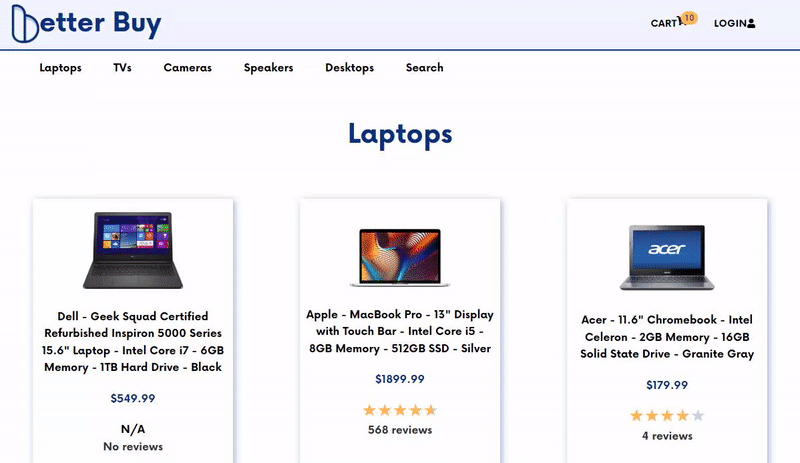 better Buy
CART 10 LOGIN
Laptops TVs Cameras Speakers Desktops Search
Laptops
acer
Dell - Geek Squad Certified
Refurbished Inspiron 5000 Series
15.6" Laptop - Intel Core i7 - 6GB
Memory - 1TB Hard Drive - Black
$549.99
N/A
No reviews
Apple - MacBook Pro - 13" Display
with Touch Bar - Intel Core i5 -
8GB Memory - 512GB SSD - Silver
$1899.99
568 reviews
Acer - 11.6" Chromebook - Intel
Celeron - 2GB Memory - 16GB
Solid State Drive - Granite Gray
$179.99
4 reviews